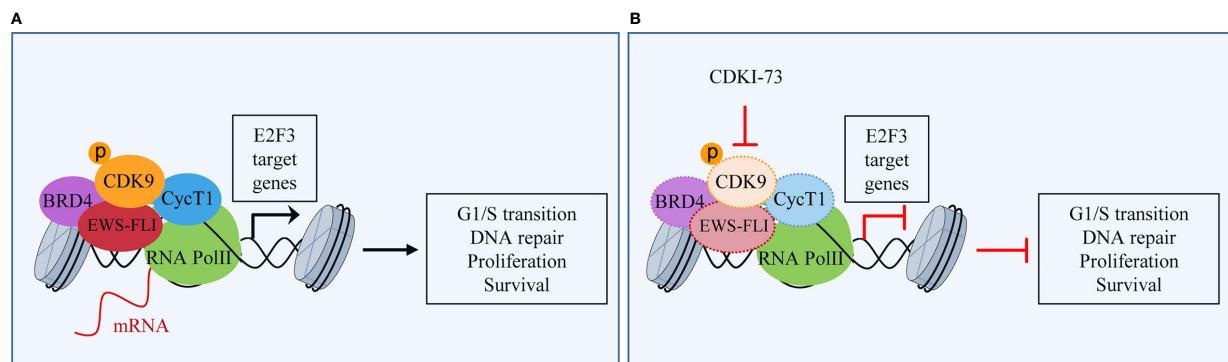 A
E2F3
target
genes
P
CDK9
BRD4
CycT1
EWS-FLI
RNA PolII
mRNA
G1/S transition
DNA repair
Proliferation
Survival
B
CDKI-73
E2F3
target
genes
P
CDK9
BRD4
CycT1
EWS-FLI
RNA PolII
G1/S transition
DNA repair
Proliferation
Survival